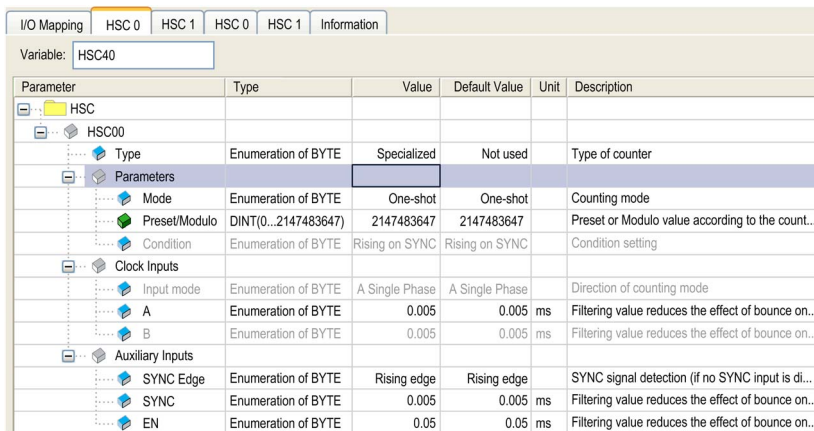 I/O Mapping HSC 0 HSC 1 HSC 0 HSC 1 Information
Variable: HSC40
Parameter Type Value Default Value Unit Description
HSC
HSC00
Type Enumeration of BYTE Specialized Not used Type of counter
Parameters
Mode Enumeration of BYTE One-shot One-shot Counting mode
Preset/Modulo DINT(0...2147483647) 2147483647 2147483647 Preset or Modulo value according to the count...
Condition Enumeration of BYTE Rising on SYNC Rising on SYNC Condition setting
Clock Inputs
Input mode Enumeration of BYTE A Single Phase A Single Phase Direction of counting mode
A Enumeration of BYTE 0.005 0.005 ms Filtering value reduces the effect of bounce on..
B Enumeration of BYTE 0.005 0.005 ms Filtering value reduces the effect of bounce on..
Auxiliary Inputs
SYNC Edge Enumeration of BYTE Rising edge Rising edge SYNC signal detection (if no SYNC input is di...
SYNC Enumeration of BYTE 0.005 0.005 ms Filtering value reduces the effect of bounce on..
EN Enumeration of BYTE 0.05 0.05 ms Filtering value reduces the effect of bounce on..